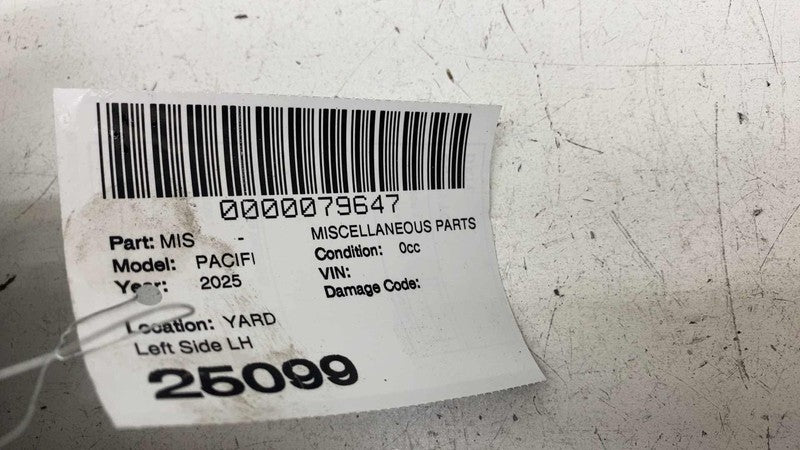 0000079647
Part: MIS - MISCELLANEOUS PARTS
Model: PACIFI Condition: 0cc
Year: 2025 VIN:
Damage Code:
Location: YARD
Left Side LH
25099